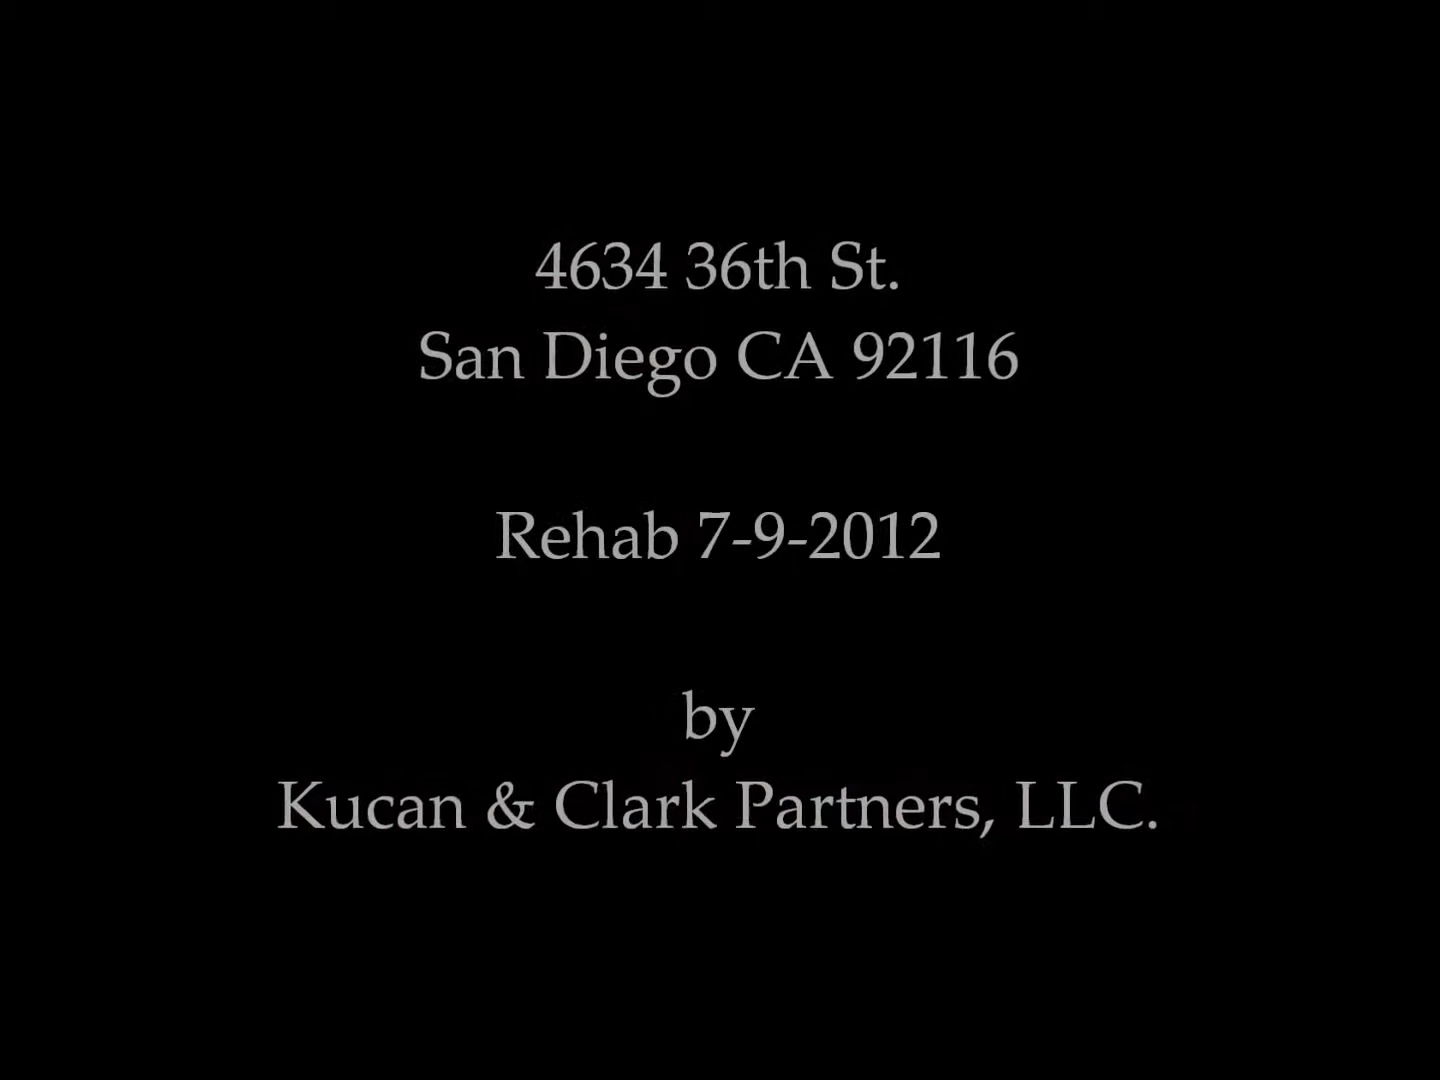 4634 36th St.
San Diego CA 92116
Rehab 7-9-2012
by
Kucan & Clark Partners, LLC.